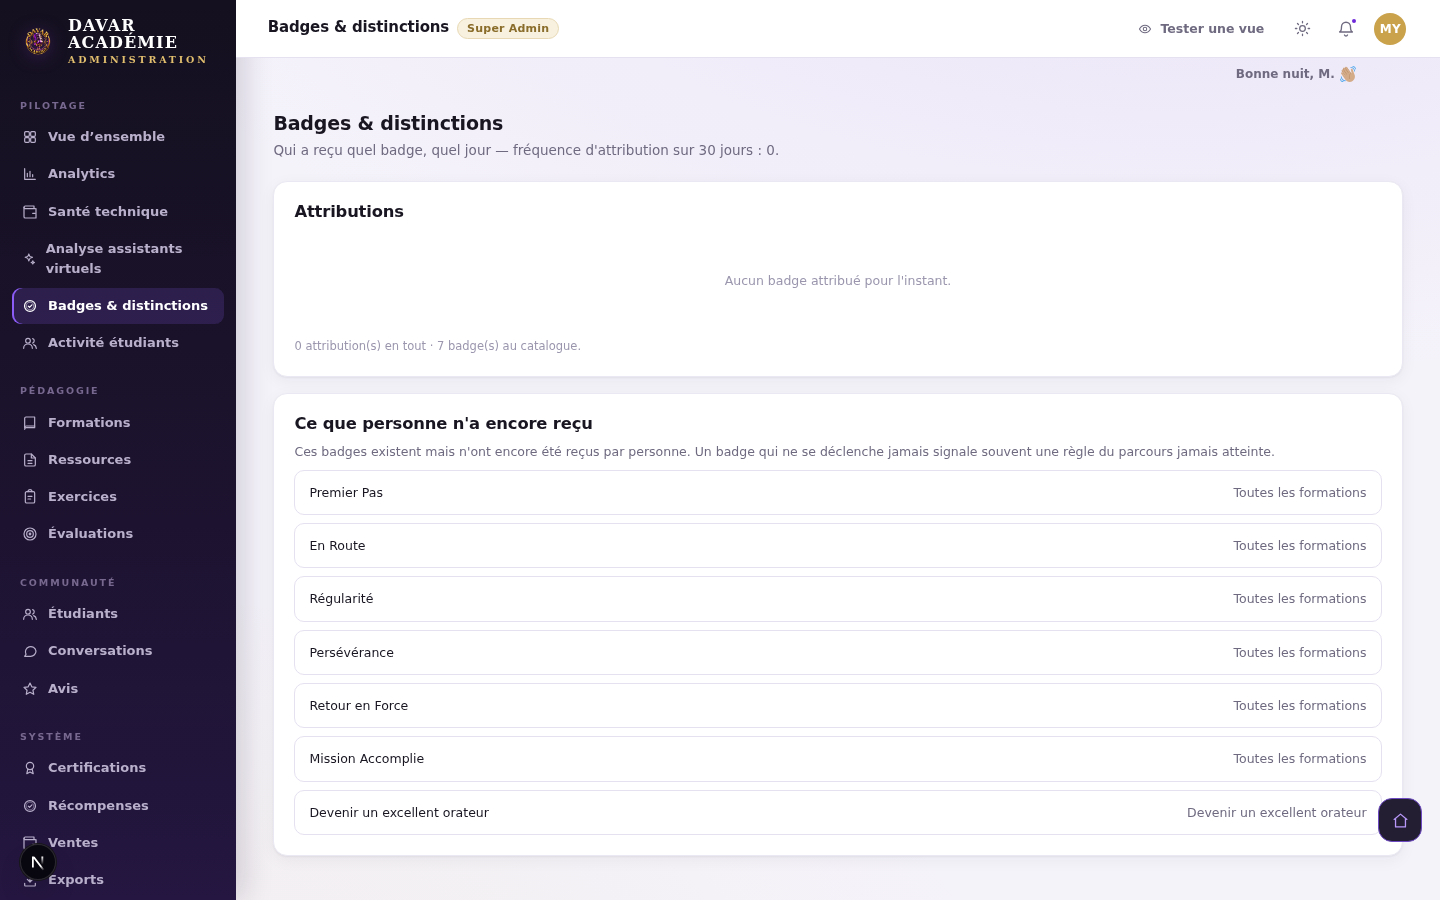 DAVAR
ACADÉMIE
ADMINISTRATION
PILOTAGE
Vue d’ensemble
Analytics
Santé technique
Analyse assistants
virtuels
Badges & distinctions
Activité étudiants
PÉDAGOGIE
Formations
Ressources
Exercices
Évaluations
COMMUNAUTÉ
Étudiants
Conversations
Avis
SYSTÈME
Certifications
Récompenses
Ventes
Exports
N
Badges & distinctions
Super Admin
Tester une vue
MY
Bonne nuit, M. 👋🏽
Badges & distinctions
Qui a reçu quel badge, quel jour — fréquence d'attribution sur 30 jours : 0.
Attributions
Aucun badge attribué pour l'instant.
0 attribution(s) en tout · 7 badge(s) au catalogue.
Ce que personne n'a encore reçu
Ces badges existent mais n'ont encore été reçus par personne. Un badge qui ne se déclenche jamais signale souvent une règle du parcours jamais atteinte.
Premier Pas Toutes les formations
En Route Toutes les formations
Régularité Toutes les formations
Persévérance Toutes les formations
Retour en Force Toutes les formations
Mission Accomplie Toutes les formations
Devenir un excellent orateur Devenir un excellent orateur